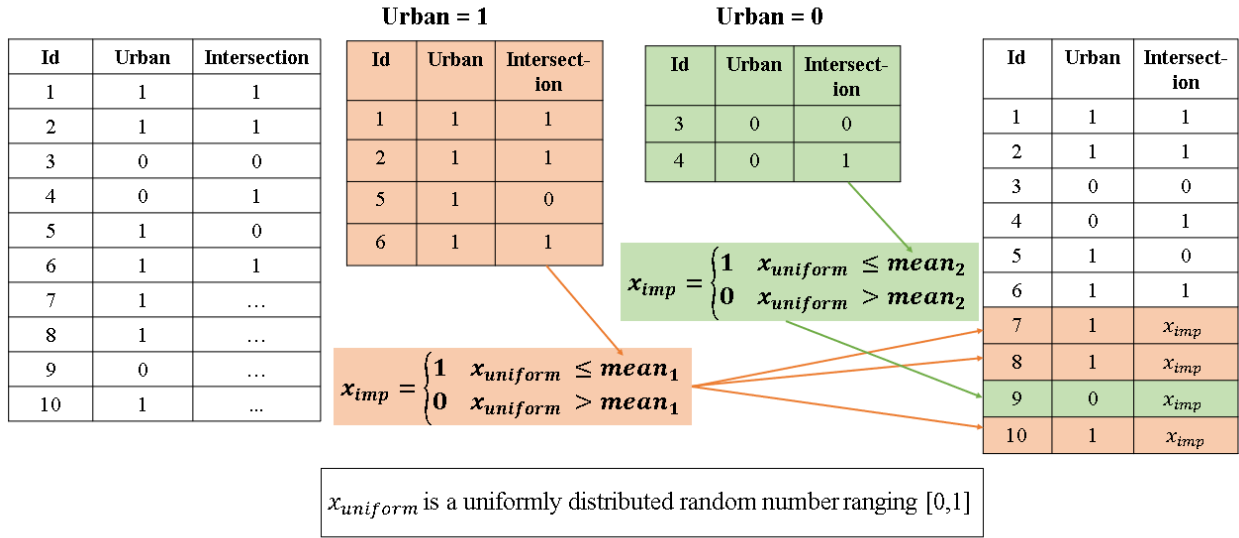 Urban = 1
Urban = 0
Id Urban Intersection
1 1 1
2 1 1
3 0 0
4 0 1
5 1 0
6 1 1
7 1 …
8 1 …
9 0 …
10 1 ...
Id Urban Intersect-
ion
1 1 1
2 1 1
5 1 0
6 1 1
Id Urban Intersect-
ion
3 0 0
4 0 1
x_imp = { 1 x_uniform ≤ mean_2
0 x_uniform > mean_2
x_imp = { 1 x_uniform ≤ mean_1
0 x_uniform > mean_1
Id Urban Intersect-
ion
1 1 1
2 1 1
3 0 0
4 0 1
5 1 0
6 1 1
7 1 x_imp
8 1 x_imp
9 0 x_imp
10 1 x_imp
x_uniform is a uniformly distributed random number ranging [0,1]